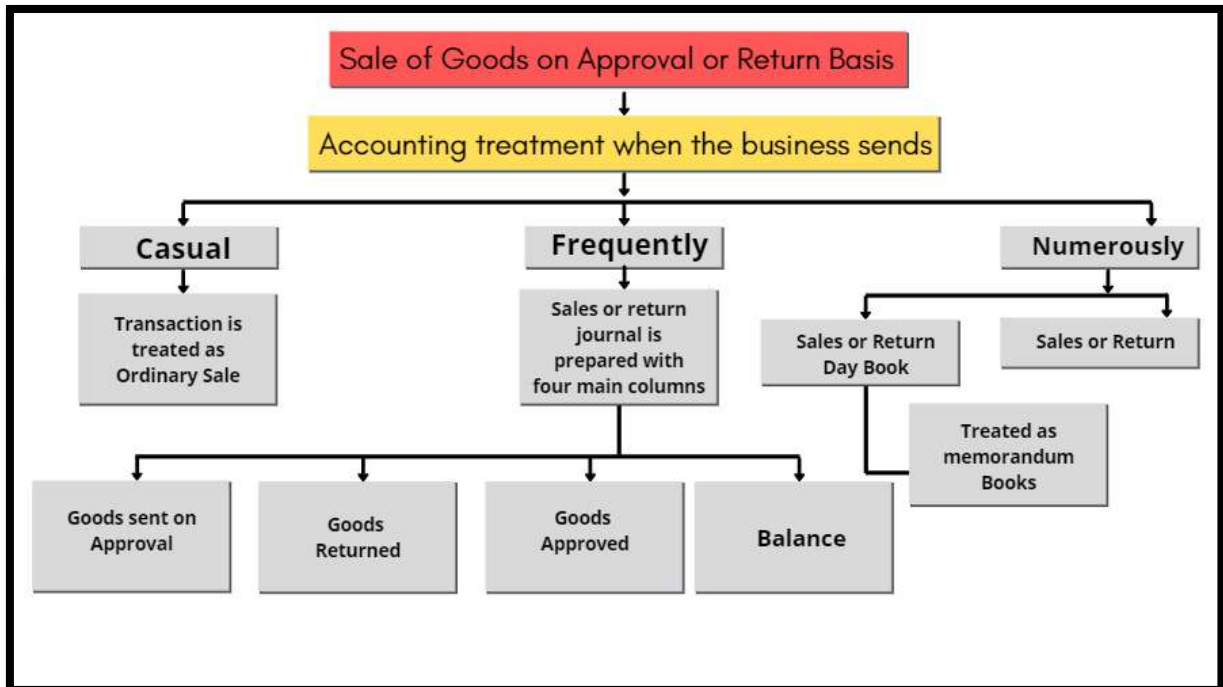 Sale of Goods on Approval or Return Basis
Accounting treatment when the business sends
Casual
Frequently
Numerously
Transaction is
treated as
Ordinary Sale
Sales or return
journal is
prepared with
four main columns
Sales or Return
Day Book
Sales or Return
Treated as
memorandum
Books
Goods sent on
Approval
Goods
Returned
Goods
Approved
Balance